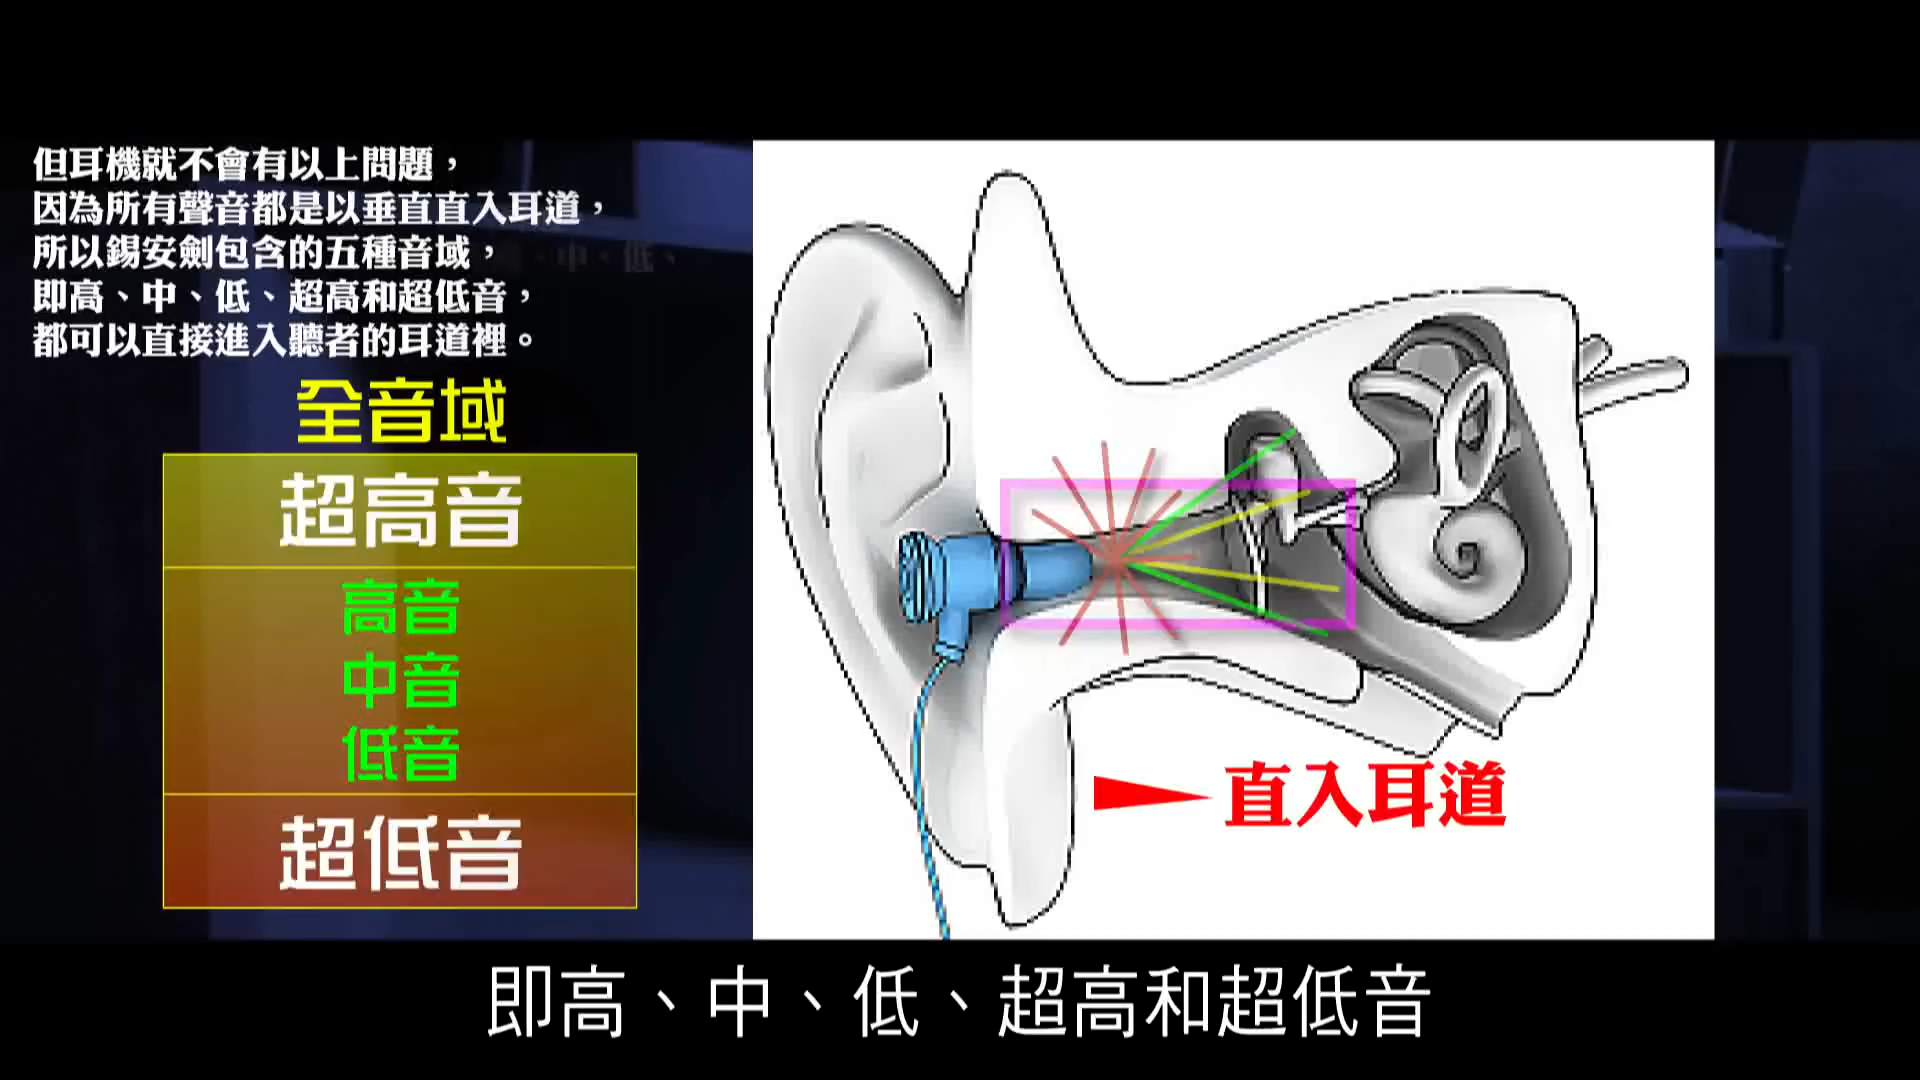 但耳機就不會有以上問題，
因為所有聲音都是以垂直直入耳道，
所以錫安劍包含的五種音域，
即高、中、低、超高和超低音，
都可以直接進入聽者的耳道裡。
全音域
超高音
高音
中音
低音
超低音
直入耳道
即高、中、低、超高和超低音